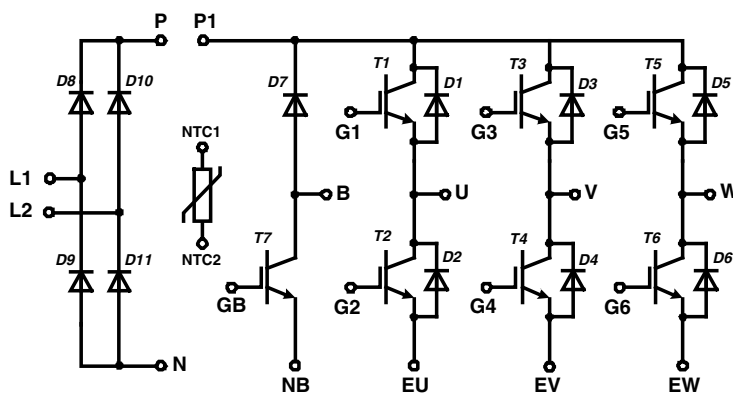 P P1
T1 T3 T5
D8 D10 D7 D1 D3 D5
G1 G3 G5
NTC1
L1
B U V W
L2
T7 T2 T4 T6
D9 D11 NTC2 D2 D4 D6
GB G2 G4 G6
N
NB EU EV EW